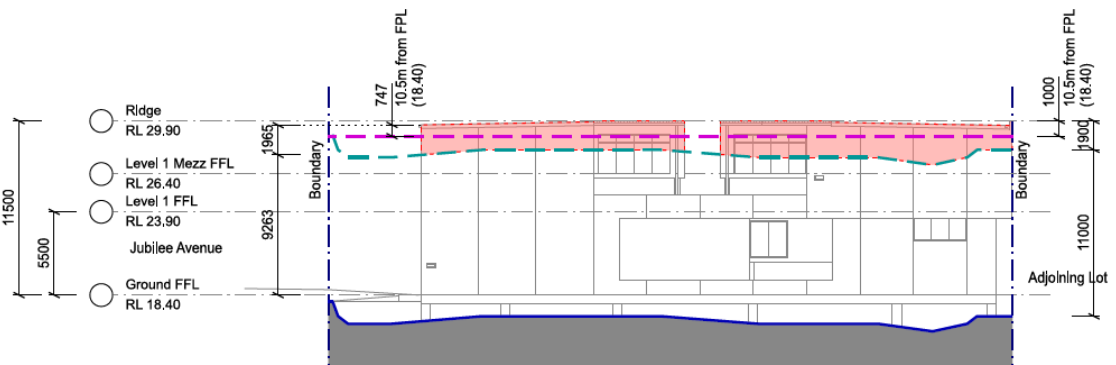 747
10.5m from FPL
(18.40)
1000
10.5m from FPL
(18.40)
Ridge
RL 29.90
1965
1900
Level 1 Mezz FFL
RL 26.40
Boundary
Boundary
Level 1 FFL
RL 23.90
11500
5500
9263
11000
Jubilee Avenue
Adjoining Lot
Ground FFL
RL 18.40